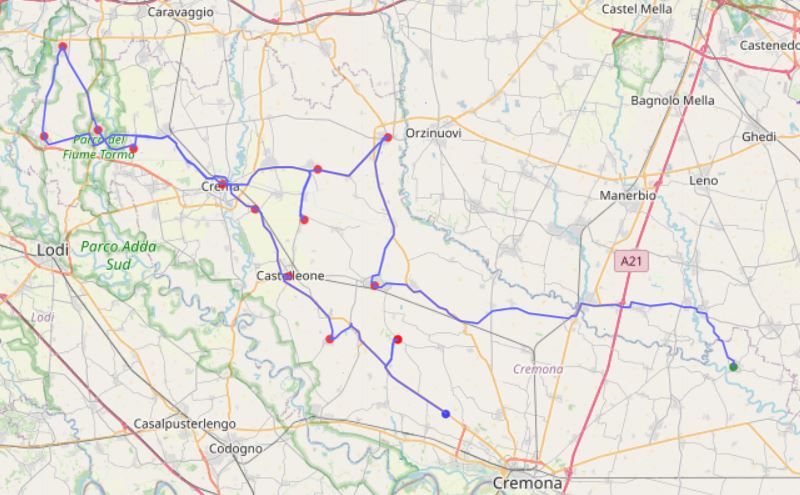 Caravaggio
Castel Mella
Castenedo
Bagnolo Mella
Orzinuovi
Ghedi
Parco del
Fiume Tormo
Crema
Leno
Manerbio
Lodi
Parco Adda
Sud
A21
Castelleone
Lodi
Cremona
Casalpusterlengo
Codogno
Cremona